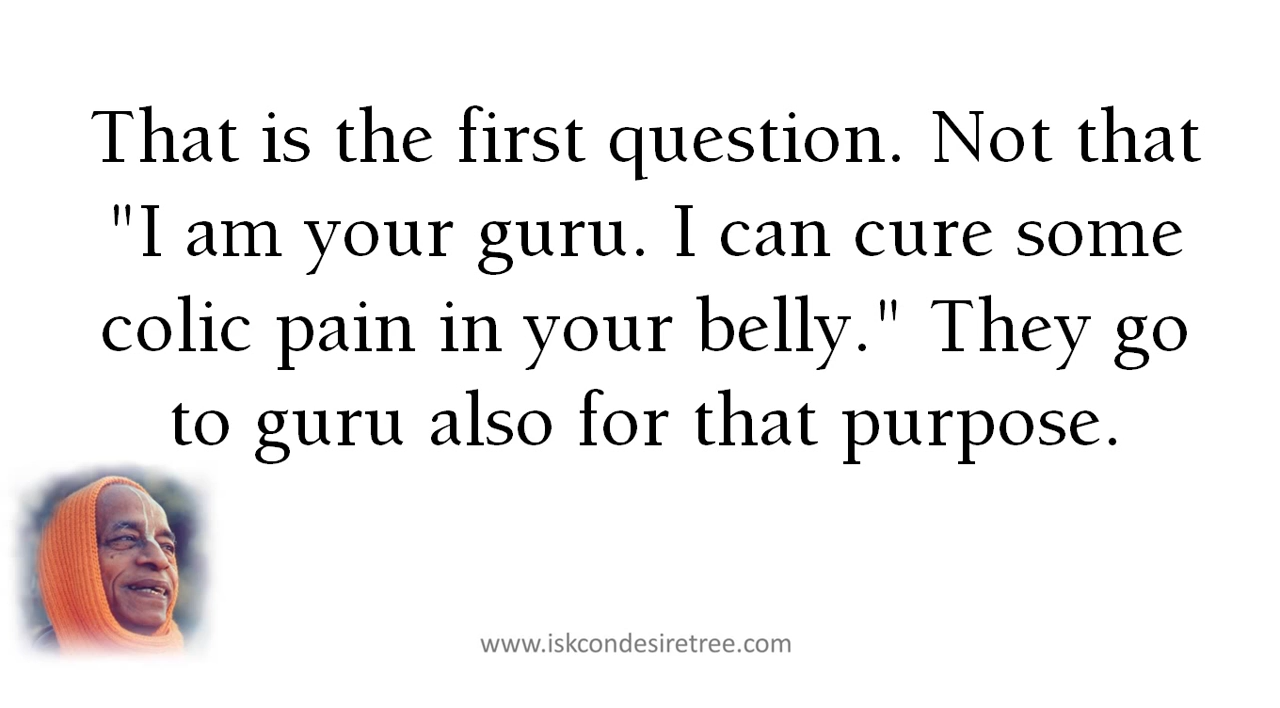 That is the first question. Not that
"I am your guru. I can cure some
colic pain in your belly." They go
to guru also for that purpose.
www.iskcondesiretree.com